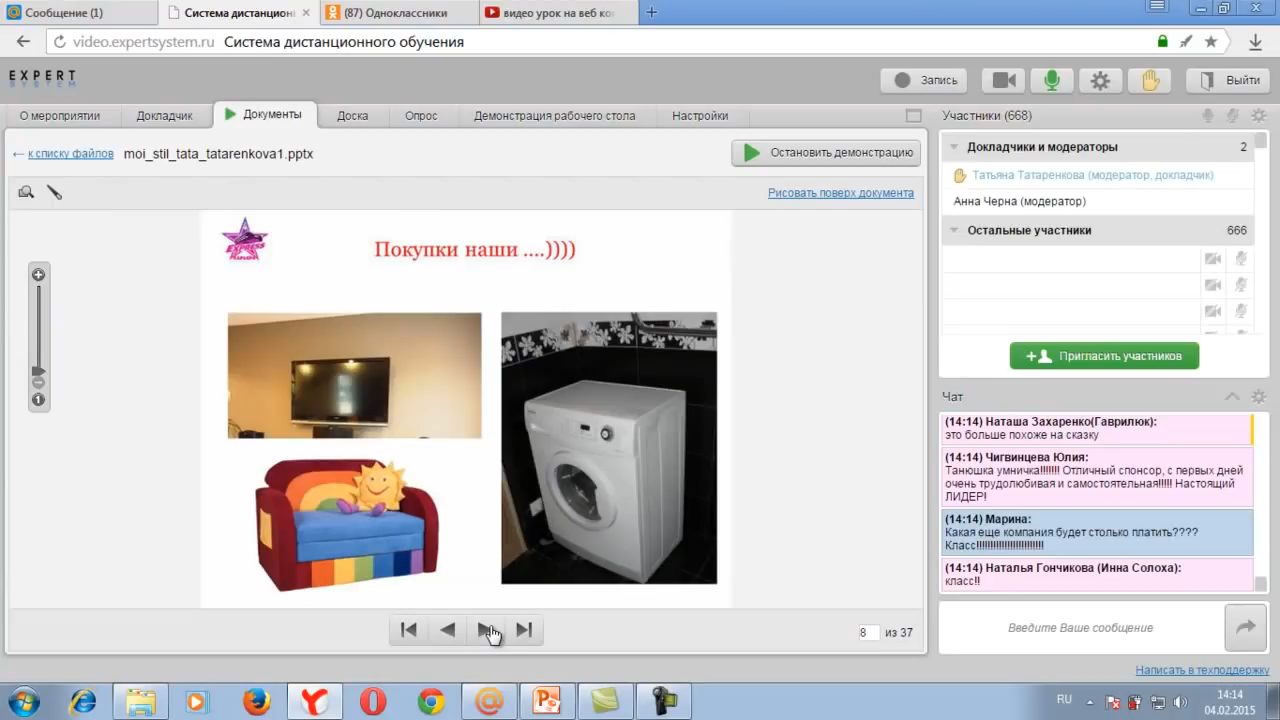 Сообщение (1)
Система дистанционн
(87) Одноклассники
видео урок на веб ко
video.expertsystem.ru Система дистанционного обучения
EXPERT
SYSTEM
Запись
Выйти
О мероприятии
Докладчик
Документы
Доска
Опрос
Демонстрация рабочего стола
Настройки
Участники (668)
← к списку файлов moi_stil_tata_tatarenkova1.pptx
Остановить демонстрацию
Рисовать поверх документа
EXPRESS
Покупки наши ....))))
8 из 37
Докладчики и модераторы 2
Татьяна Татаренкова (модератор, докладчик)
Анна Черна (модератор)
Остальные участники 666
Пригласить участников
Чат
(14:14) Наташа Захаренко(Гаврилюк):
это больше похоже на сказку
(14:14) Чигвинцева Юлия:
Танюшка умничка!!!!!!! Отличный спонсор, с первых дней
очень трудолюбивая и самостоятельная!!!!! Настоящий
ЛИДЕР!
(14:14) Марина:
Какая еще компания будет столько платить????
Класс!!!!!!!!!!!!!!!!!!!!!!!
(14:14) Наталья Гончикова (Инна Солоха):
класс!!
Введите Ваше сообщение
Написать в техподдержку
RU
14:14
04.02.2015